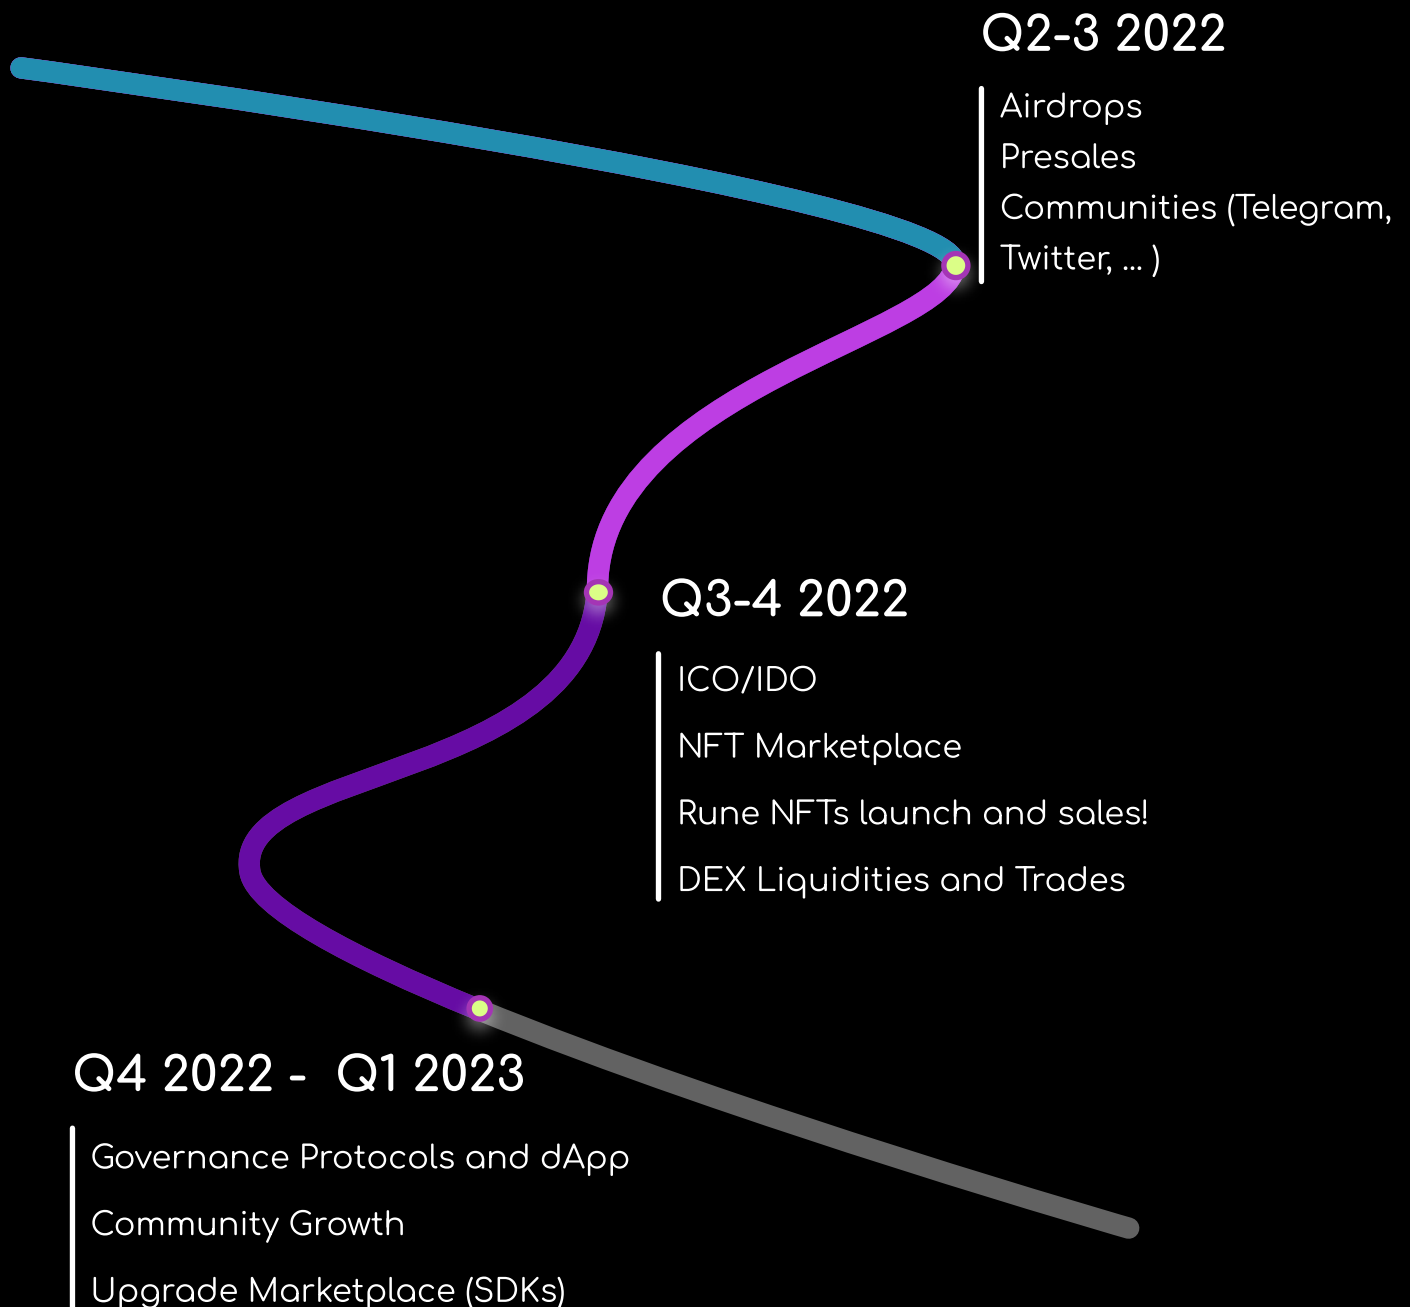 Q2-3 2022
Airdrops
Presales
Communities (Telegram,
Twitter, ... )
Q3-4 2022
ICO/IDO
NFT Marketplace
Rune NFTs launch and sales!
DEX Liquidities and Trades
Q4 2022 - Q1 2023
Governance Protocols and dApp
Community Growth
Upgrade Marketplace (SDKs)